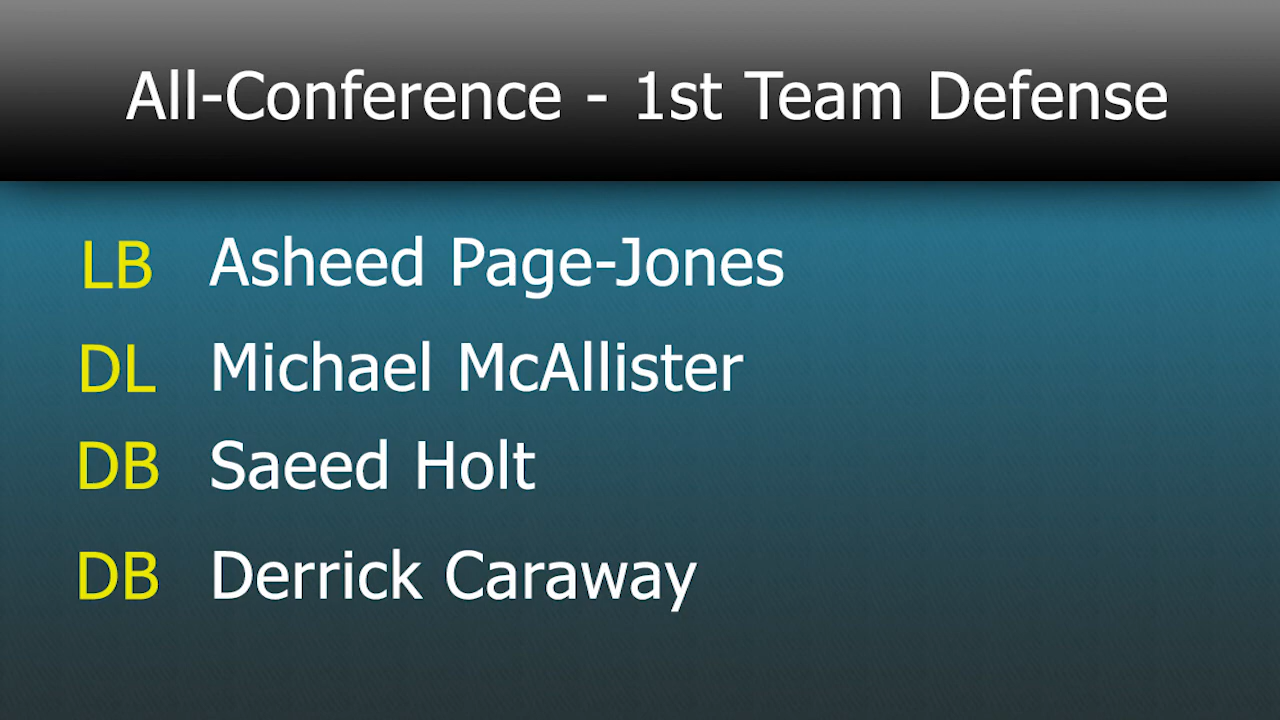 All-Conference - 1st Team Defense
LB Asheed Page-Jones
DL Michael McAllister
DB Saeed Holt
DB Derrick Caraway